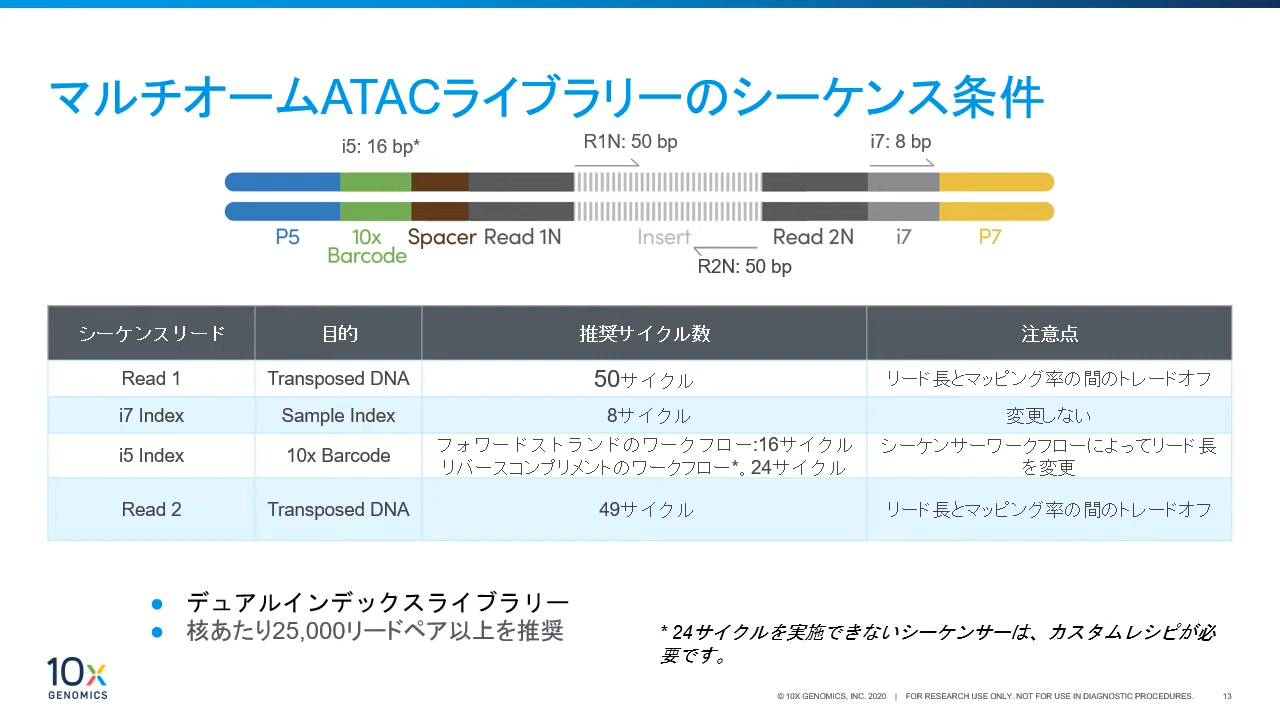 マルチオームATACライブラリーのシーケンス条件
i5: 16 bp*
R1N: 50 bp
i7: 8 bp
P5
10x
Barcode
Spacer
Read 1N
Insert
Read 2N
i7
P7
R2N: 50 bp
シーケンスリード 目的 推奨サイクル数 注意点
Read 1 Transposed DNA 50サイクル リード長とマッピング率の間のトレードオフ
i7 Index Sample Index 8サイクル 変更しない
i5 Index 10x Barcode フォワードストランドのワークフロー:16サイクル
リバースコンプリメントのワークフロー*。24サイクル
シーケンサーワークフローによってリード長
を変更
Read 2 Transposed DNA 49サイクル リード長とマッピング率の間のトレードオフ
● デュアルインデックスライブラリー
● 核あたり25,000リードペア以上を推奨
* 24サイクルを実施できないシーケンサーは、カスタムレシピが必
要です。
10x
GENOMICS
© 10X GENOMICS, INC. 2020 | FOR RESEARCH USE ONLY. NOT FOR USE IN DIAGNOSTIC PROCEDURES. 13